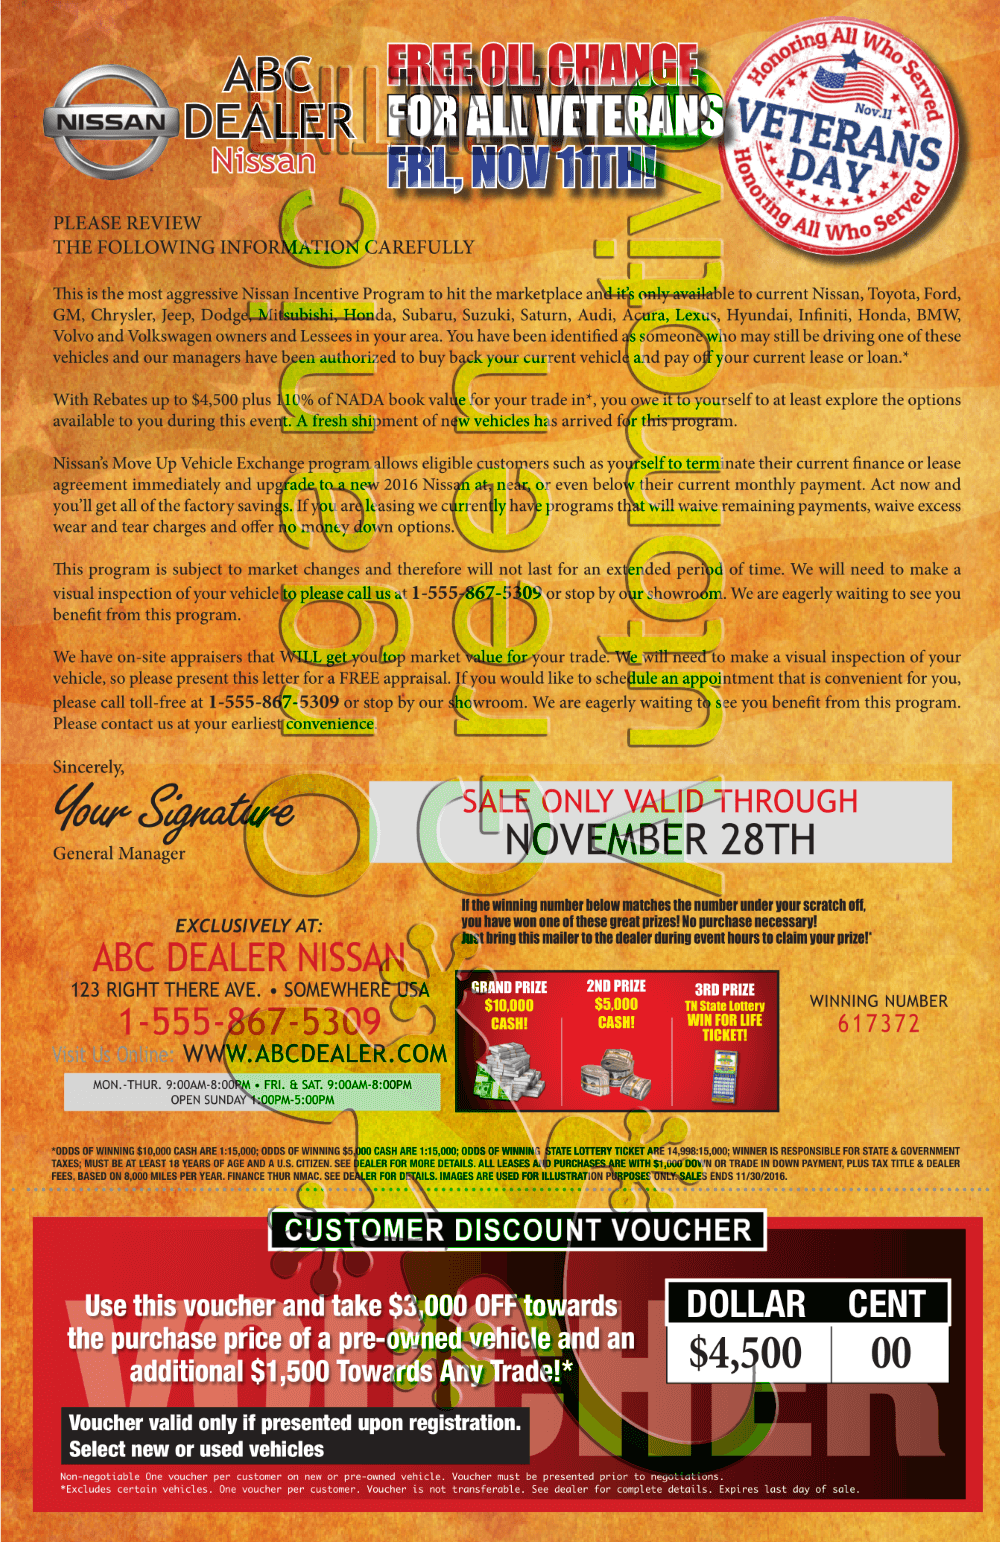 NISSAN
ABC
DEALER
Nissan
FREE OIL CHANGE
FOR ALL VETERANS
FRI., NOV 11TH!
Honoring All Who Served
Nov.11
VETERANS
DAY
Honoring All Who Served
PLEASE REVIEW
THE FOLLOWING INFORMATION CAREFULLY
This is the most aggressive Nissan Incentive Program to hit the marketplace and it's only available to current Nissan, Toyota, Ford,
GM, Chrysler, Jeep, Dodge, Mitsubishi, Honda, Subaru, Suzuki, Saturn, Audi, Acura, Lexus, Hyundai, Infiniti, Honda, BMW,
Volvo and Volkswagen owners and Lessees in your area. You have been identified as someone who may still be driving one of these
vehicles and our managers have been authorized to buy back your current vehicle and pay off your current lease or loan.*
With Rebates up to $4,500 plus 110% of NADA book value for your trade in*, you owe it to yourself to at least explore the options
available to you during this event. A fresh shipment of new vehicles has arrived for this program.
Nissan's Move Up Vehicle Exchange program allows eligible customers such as yourself to terminate their current finance or lease
agreement immediately and upgrade to a new 2016 Nissan at, near, or even below their current monthly payment. Act now and
you'll get all of the factory savings. If you are leasing we currently have programs that will waive remaining payments, waive excess
wear and tear charges and offer no money down options.
This program is subject to market changes and therefore will not last for an extended period of time. We will need to make a
visual inspection of your vehicle to please call us at 1-555-867-5309 or stop by our showroom. We are eagerly waiting to see you
benefit from this program.
We have on-site appraisers that WILL get you top market value for your trade. We will need to make a visual inspection of your
vehicle, so please present this letter for a FREE appraisal. If you would like to schedule an appointment that is convenient for you,
please call toll-free at 1-555-867-5309 or stop by our showroom. We are eagerly waiting to see you benefit from this program.
Please contact us at your earliest convenience.
Sincerely,
Your Signature
General Manager
SALE ONLY VALID THROUGH
NOVEMBER 28TH
EXCLUSIVELY AT:
ABC DEALER NISSAN
123 RIGHT THERE AVE. • SOMEWHERE USA
1-555-867-5309
Visit Us Online: WWW.ABCDEALER.COM
MON.-THUR. 9:00AM-8:00PM • FRI. & SAT. 9:00AM-8:00PM
OPEN SUNDAY 1:00PM-5:00PM
If the winning number below matches the number under your scratch off,
you have won one of these great prizes! No purchase necessary!
Just bring this mailer to the dealer during event hours to claim your prize!*
GRAND PRIZE
$10,000
CASH!
2ND PRIZE
$5,000
CASH!
3RD PRIZE
TN State Lottery
WIN FOR LIFE
TICKET!
WINNING NUMBER
617372
*ODDS OF WINNING $10,000 CASH ARE 1:15,000; ODDS OF WINNING $5,000 CASH ARE 1:15,000; ODDS OF WINNING STATE LOTTERY TICKET ARE 14,998:15,000; WINNER IS RESPONSIBLE FOR STATE & GOVERNMENT
TAXES; MUST BE AT LEAST 18 YEARS OF AGE AND A U.S. CITIZEN. SEE DEALER FOR MORE DETAILS. ALL LEASES AND PURCHASES ARE WITH $1,000 DOWN OR TRADE IN DOWN PAYMENT, PLUS TAX TITLE & DEALER
FEES, BASED ON 8,000 MILES PER YEAR. FINANCE THUR NMAC. SEE DEALER FOR DETAILS. IMAGES ARE USED FOR ILLUSTRATION PURPOSES ONLY. SALES ENDS 11/30/2016.
CUSTOMER DISCOUNT VOUCHER
VOUCHER
Use this voucher and take $3,000 OFF towards
the purchase price of a pre-owned vehicle and an
additional $1,500 Towards Any Trade!*
DOLLAR CENT
$4,500 00
Voucher valid only if presented upon registration.
Select new or used vehicles
Non-negotiable One voucher per customer on new or pre-owned vehicle. Voucher must be presented prior to negotiations.
*Excludes certain vehicles. One voucher per customer. Voucher is not transferable. See dealer for complete details. Expires last day of sale.
Organic
Green
Automotive